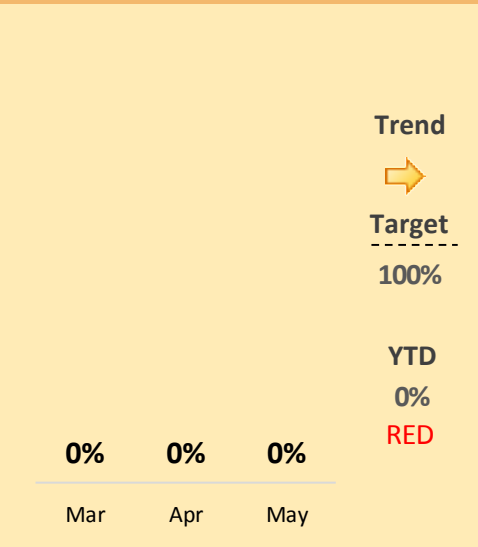 Trend
Target
100%
YTD
0%
RED
0% 0% 0%
Mar Apr May